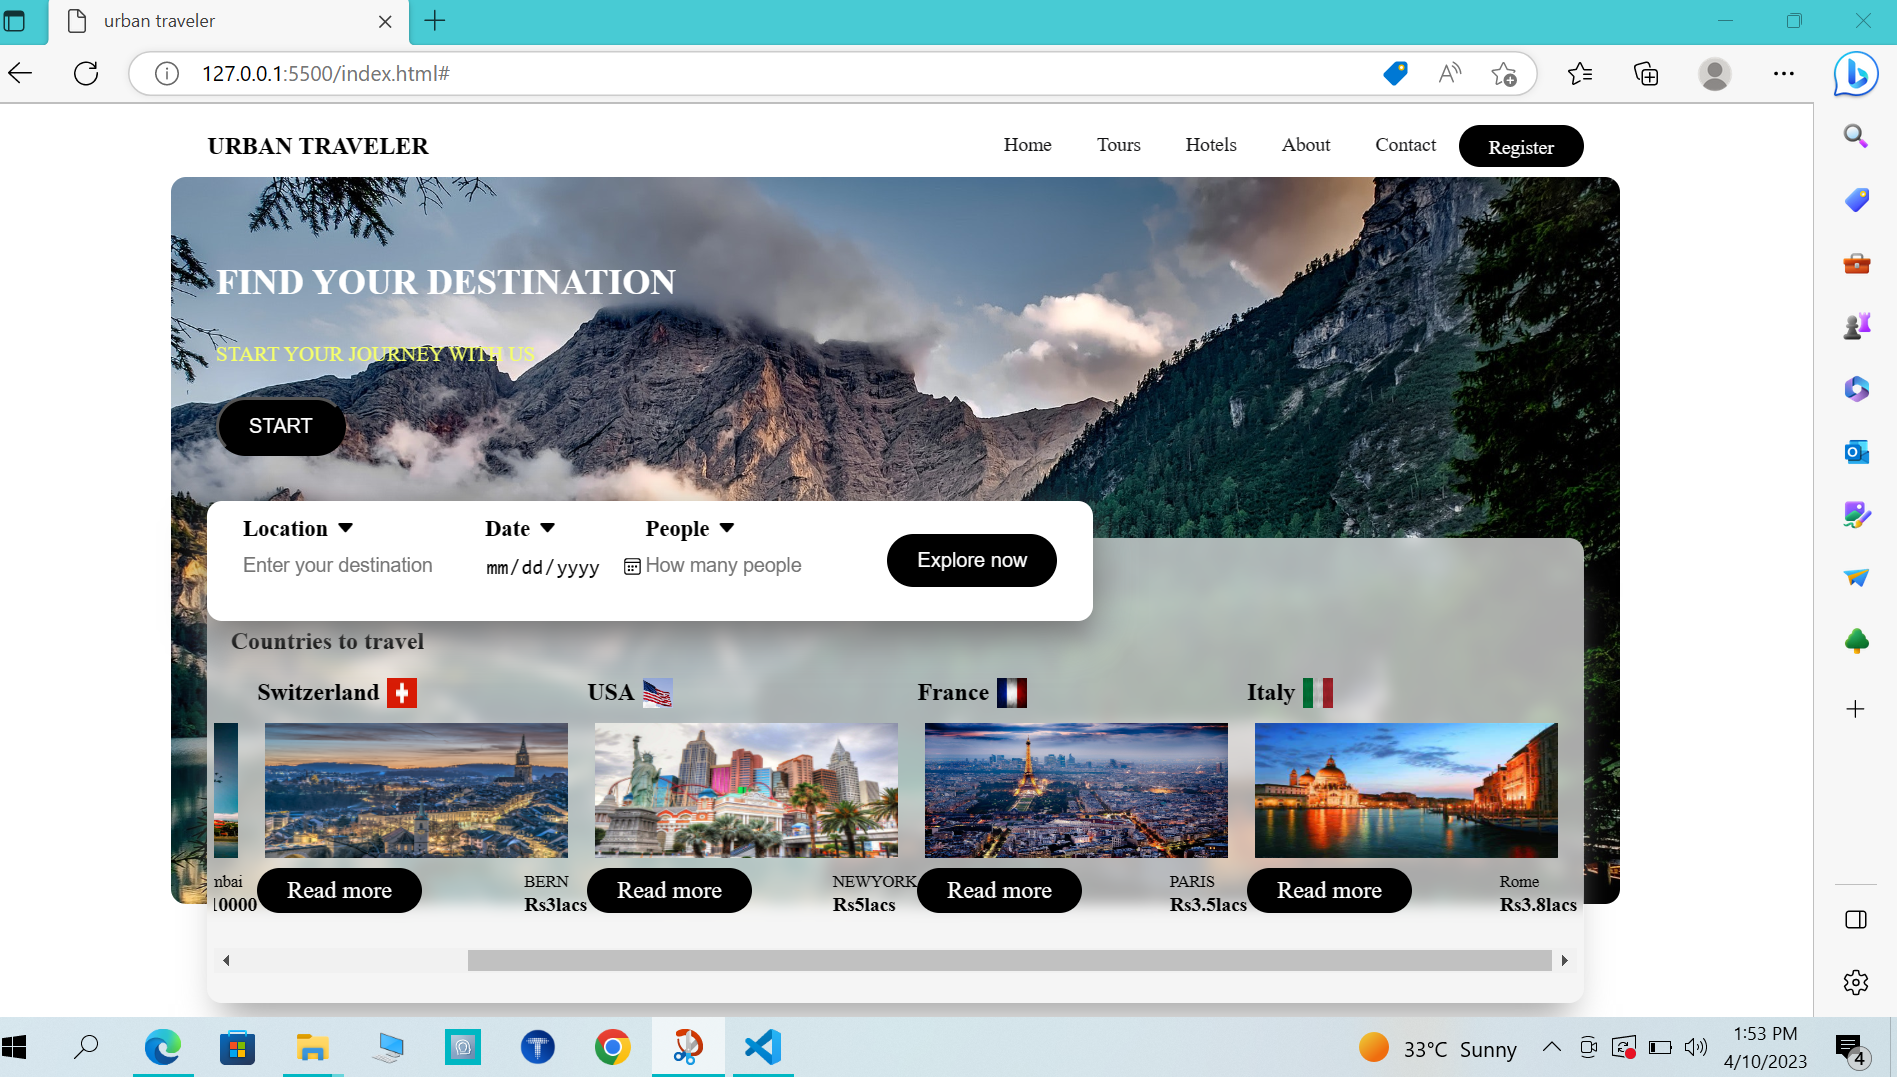 urban traveler
127.0.0.1:5500/index.html#
URBAN TRAVELER
Home Tours Hotels About Contact Register
FIND YOUR DESTINATION
START YOUR JOURNEY WITH US
START
Location Date People
Enter your destination mm/dd/yyyy How many people Explore now
Countries to travel
Switzerland USA France Italy
nbai Read more BERN Read more NEWYORK Read more PARIS Read more Rome
10000 Rs3lacs Rs5lacs Rs3.5lacs Rs3.8lacs
33°C Sunny
1:53 PM
4/10/2023
4